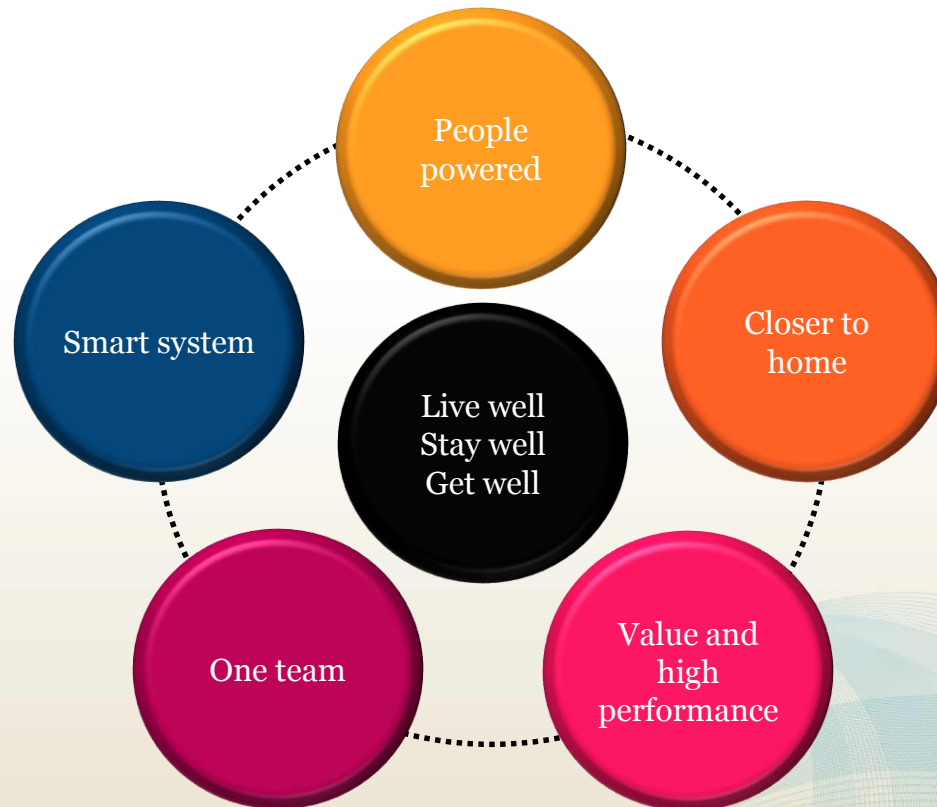 People
powered
Closer to
home
Value and
high
performance
One team
Smart system
Live well
Stay well
Get well